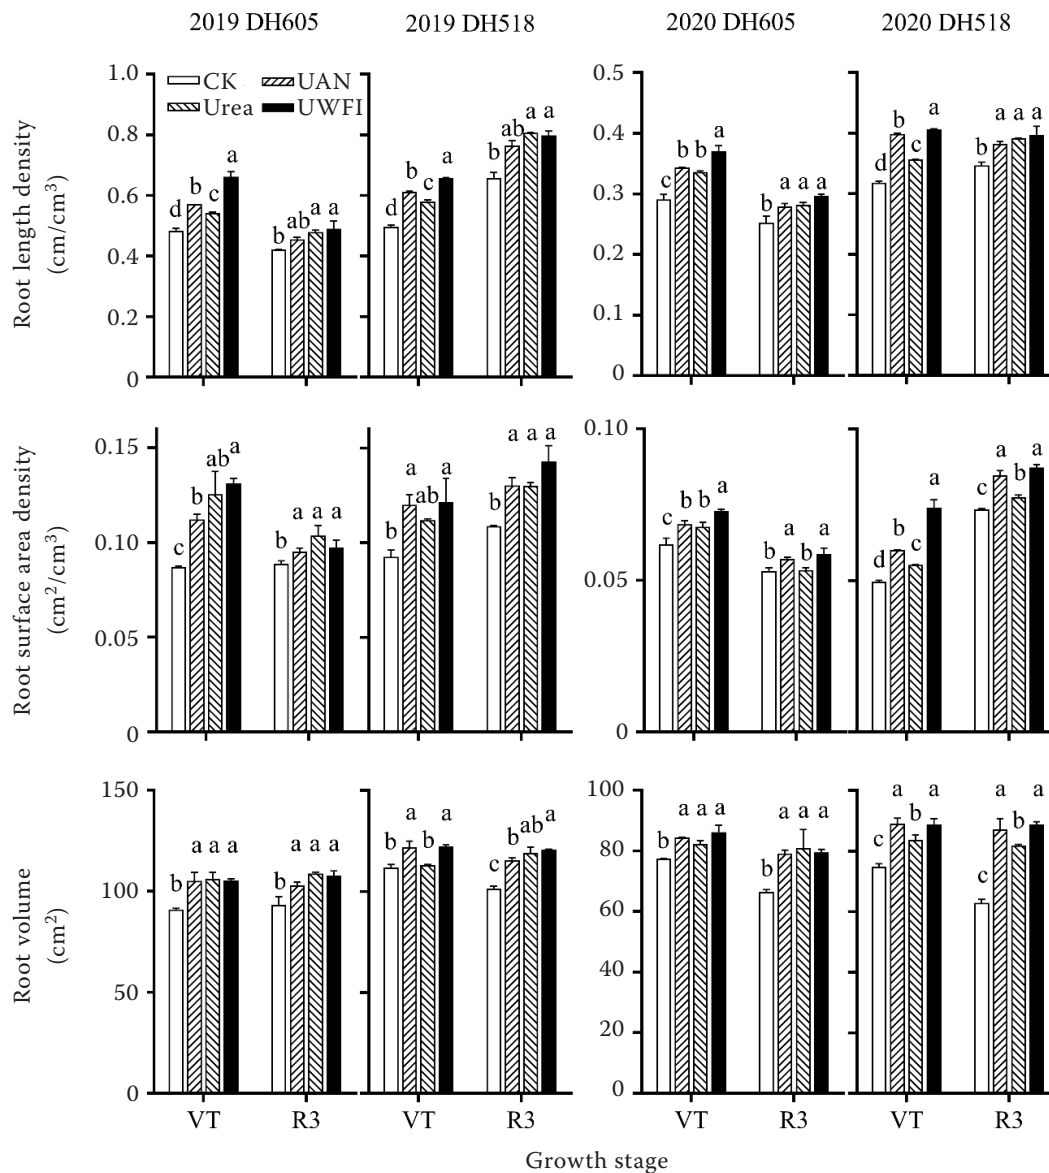 2019 DH605 2019 DH518 2020 DH605 2020 DH518
CK UAN
Urea UWFI
Root length density
(cm/cm³)
1.0
0.8
0.6
0.4
0.2
0
d b c a b ab a a
d b c a b ab a a
0.5
0.4
0.3
0.2
0.1
0
c b b a b a a a
d b c a b a a a
Root surface area density
(cm²/cm³)
0.15
0.10
0.05
0
c b ab a b a a a
b a ab a b a a a
0.10
0.05
0
c b b a b a b a
d b c a c a b a
Root volume
(cm²)
150
100
50
0
b a a a b a a a
b a b a c b ab a
100
80
60
40
20
0
b a a a b a a a
c a b a c a b a
VT R3 VT R3 VT R3 VT R3
Growth stage